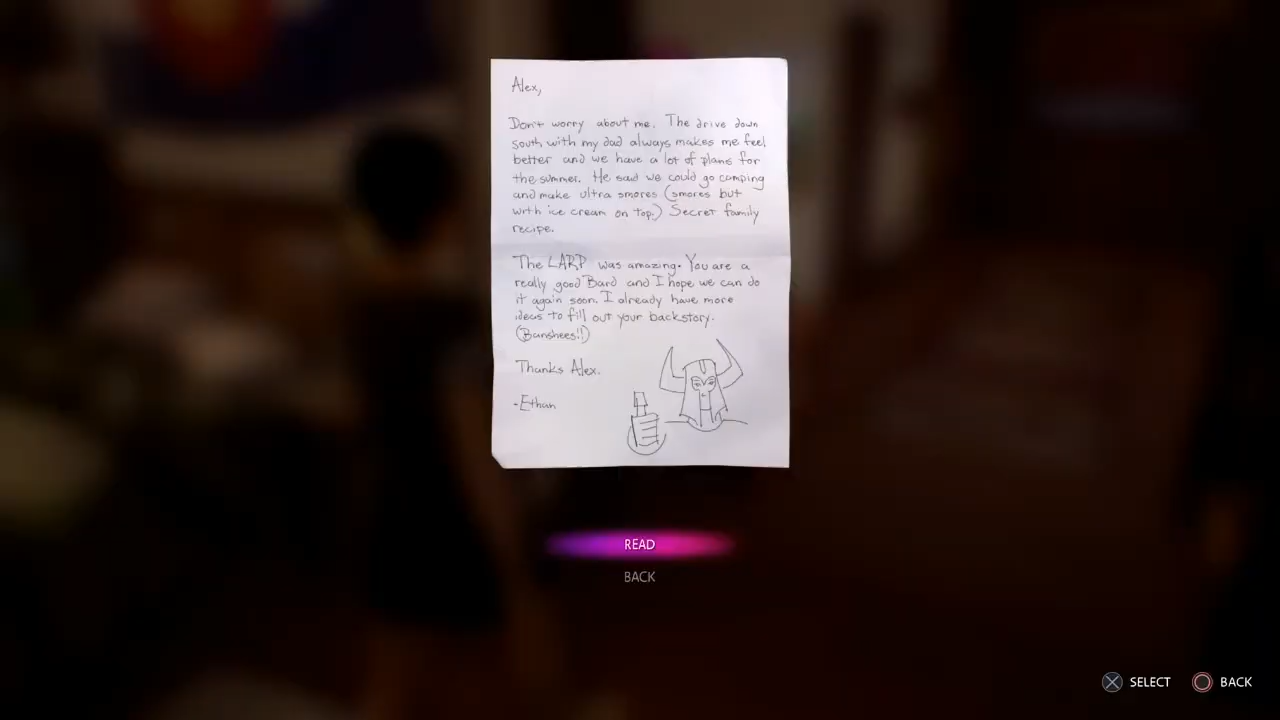 Alex,
Don't worry about me. The drive down
south with my dad always makes me feel
better and we have a lot of plans for
the summer. He said we could go camping
and make ultra smores (smores but
with ice cream on top.) Secret family
recipe.
The LARP was amazing. You are a
really good Bard and I hope we can do
it again soon. I already have more
ideas to fill out your backstory.
(Banshees!!)
Thanks Alex.
-Ethan
READ
BACK
SELECT BACK